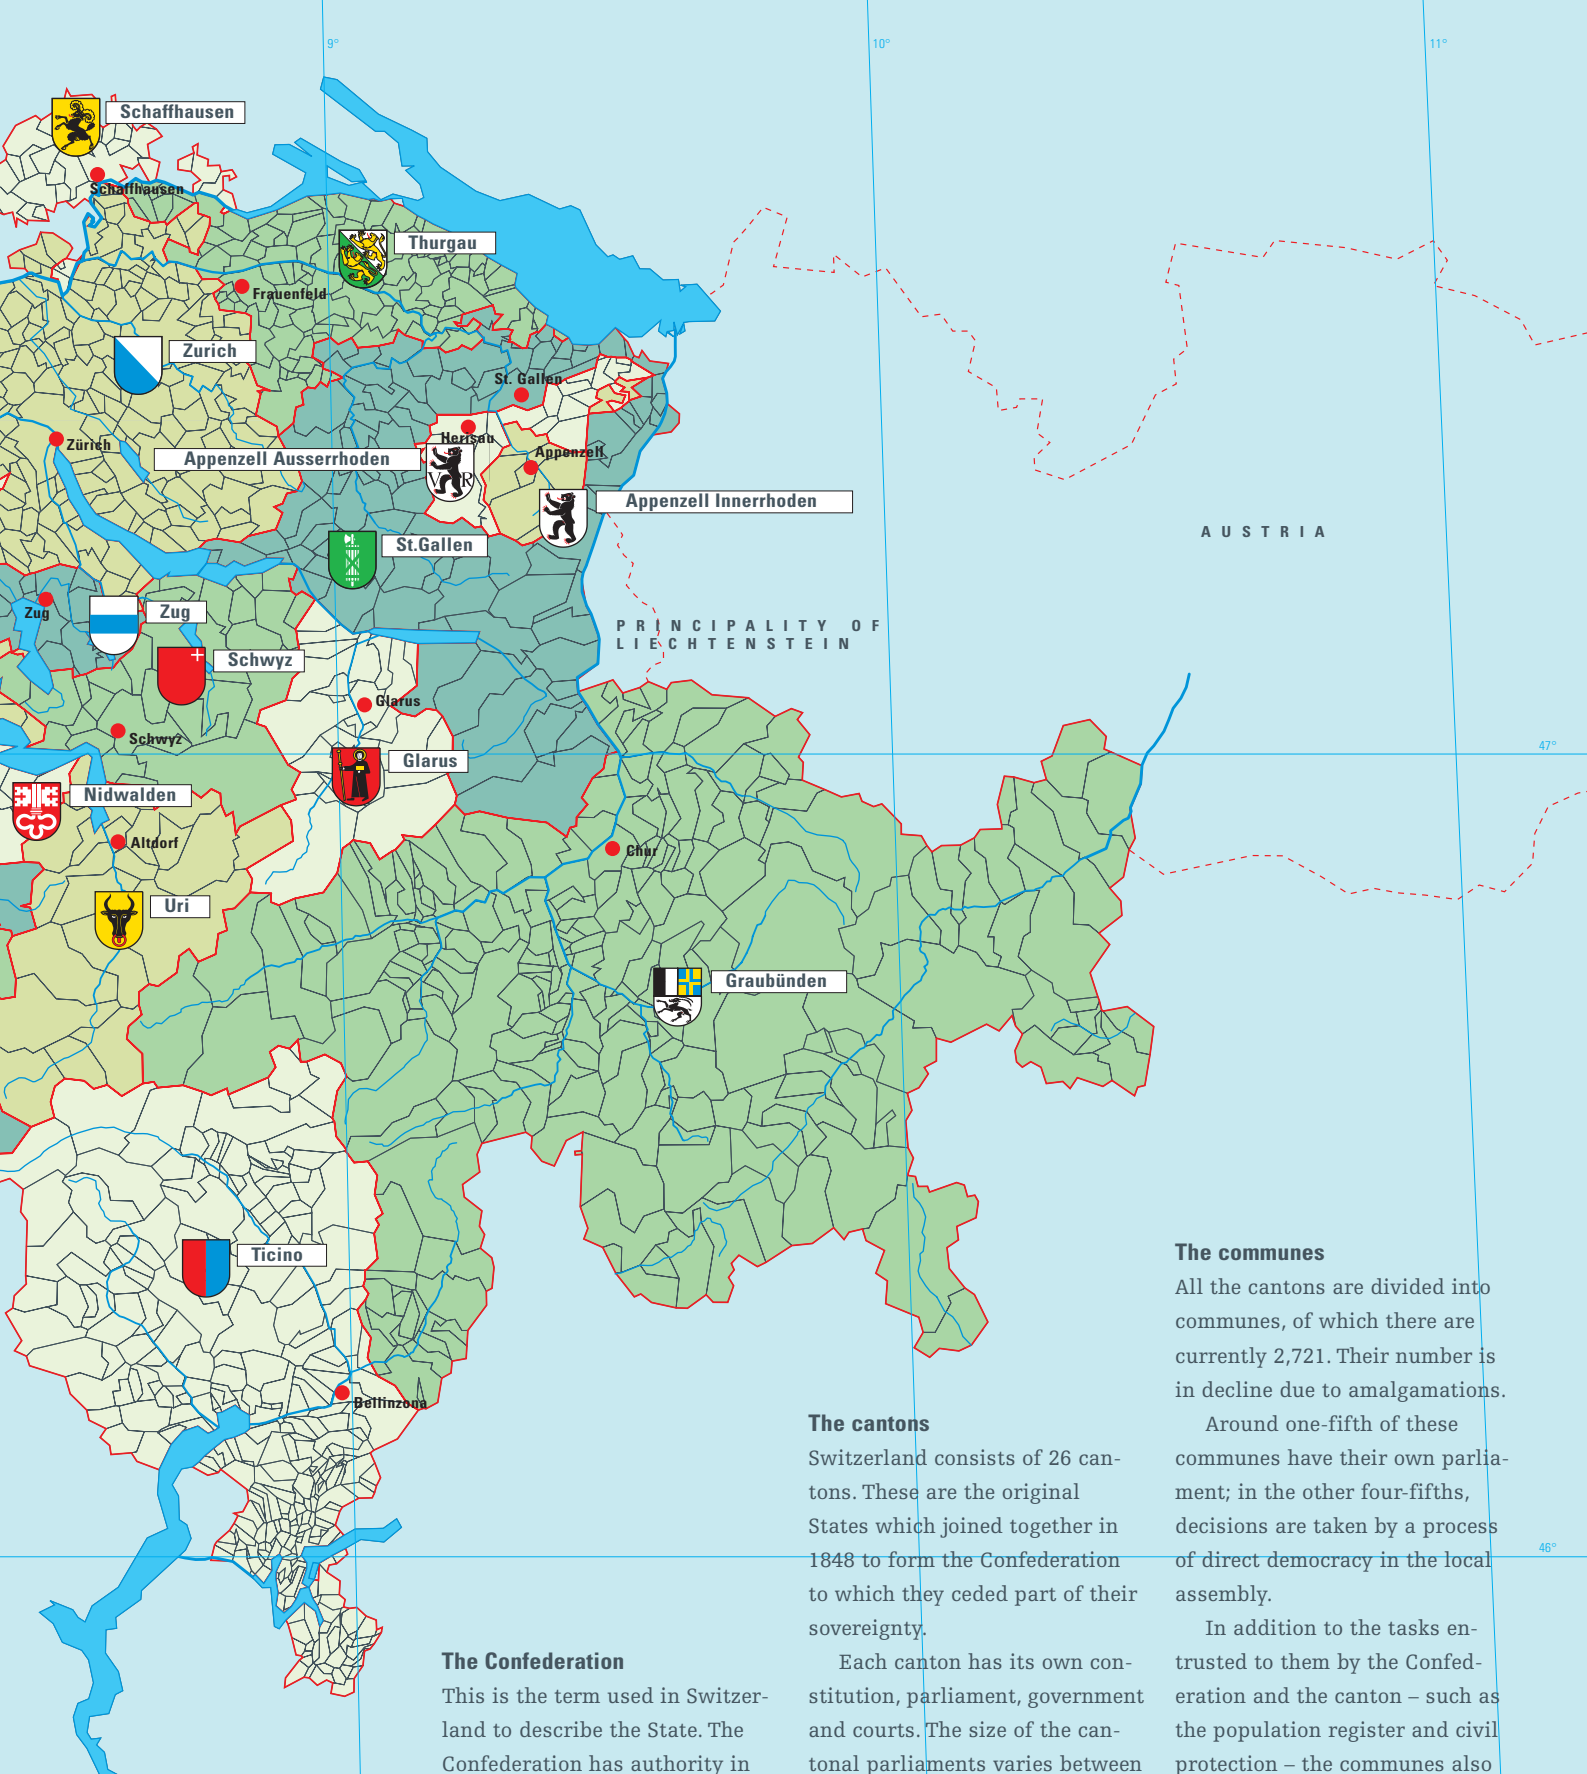 9°
10°
11°
Schaffhausen
Schaffhausen
Thurgau
Frauenfeld
Zurich
St. Gallen
Herisau
Zürich
Appenzell
Appenzell Ausserrhoden
V R
Appenzell Innerrhoden
AUSTRIA
St.Gallen
Zug
Zug
PRINCIPALITY OF
LIECHTENSTEIN
Schwyz
Glarus
Schwyz
47°
Glarus
Nidwalden
Altdorf
Chur
Uri
Graubünden
Ticino
Bellinzona
46°
The Confederation
This is the term used in Switzer-
land to describe the State. The
Confederation has authority in
The cantons
Switzerland consists of 26 can-
tons. These are the original
States which joined together in
1848 to form the Confederation
to which they ceded part of their
sovereignty.
Each canton has its own con-
stitution, parliament, government
and courts. The size of the can-
tonal parliaments varies between
The communes
All the cantons are divided into
communes, of which there are
currently 2,721. Their number is
in decline due to amalgamations.
Around one-fifth of these
communes have their own parlia-
ment; in the other four-fifths,
decisions are taken by a process
of direct democracy in the local
assembly.
In addition to the tasks en-
trusted to them by the Confed-
eration and the canton – such as
the population register and civil
protection – the communes also